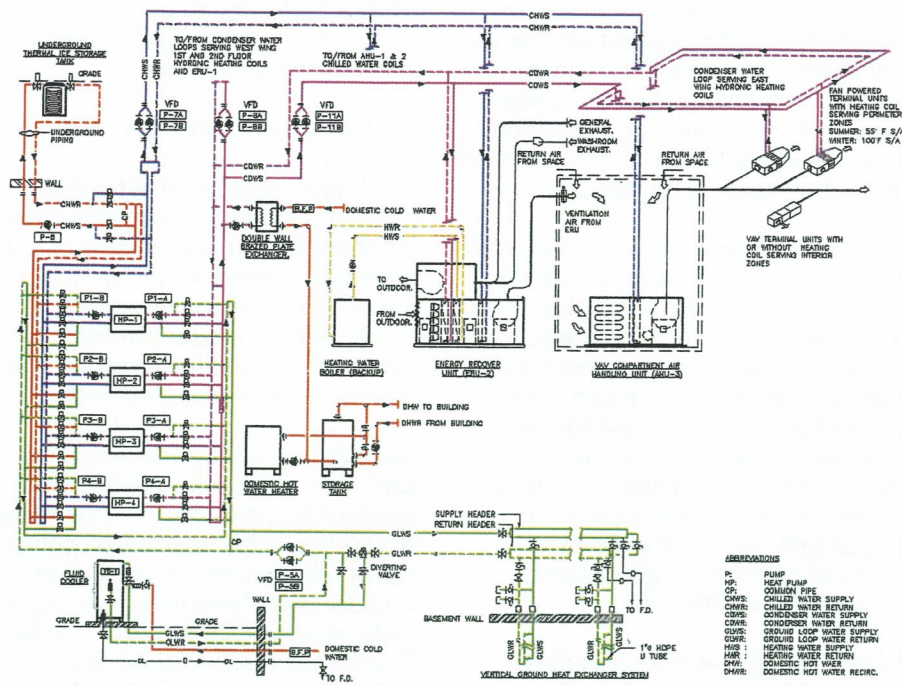 UNDERGROUND
THERMAL ICE STORAGE
TANK
GRADE
UNDERGROUND
PIPING
WALL
CHWR
CHWS
P-8
CP
CHWS
CHWR
TO/FROM CONDENSER WATER
LOOPS SERVING WEST WING
1ST AND 2ND FLOOR
HYDRONIC HEATING COILS
AND ERU-1
VFD
P-7A
P-7B
VFD
P-9A
P-9B
VFD
P-11A
P-11B
CHWS
CHWR
TO/FROM AHU-1 & 2
CHILLED WATER COILS
CDWR
CDWS
CDWR
CDWS
CONDENSER WATER
LOOP SERVING EAST
WING HYDRONIC HEATING
COILS
FAN POWERED
TERMINAL UNITS
WITH HEATING COIL
SERVING PERIMETER
ZONES
SUMMER: 55° F S/A
WINTER: 100°F S/A
GENERAL
EXHAUST.
WASHROOM
EXHAUST.
RETURN AIR
FROM SPACE
RETURN AIR
FROM SPACE
VENTILATION
AIR FROM
ERU
VAV TERMINAL UNITS WITH
OR WITHOUT HEATING
COIL SERVING INTERIOR
ZONES
B.F.P
DOMESTIC COLD WATER
DOUBLE WALL
BRAZED PLATE
EXCHANGER.
HWR
HWS
TO
OUTDOOR.
FROM
OUTDOOR.
HEATING WATER
BOILER (BACKUP)
ENERGY RECOVER
UNIT (ERU-2)
VAV COMPARTMENT AIR
HANDLING UNIT (AHU-3)
P1-B
P1-A
HP-1
P2-B
P2-A
HP-2
P3-B
P3-A
HP-3
P4-B
P4-A
HP-4
DHW TO BUILDING
DHWR FROM BUILDING
DOMESTIC HOT
WATER HEATER
STORAGE
TANK
CP
GLWS
GLWR
SUPPLY HEADER
RETURN HEADER
FLUID
COOLER
VFD
P-5A
P-5B
DIVERTING
VALVE
WALL
GRADE
GRADE
GLWS
GLWR
B.F.P
DOMESTIC COLD
WATER
TO F.D.
TO F.D.
BASEMENT WALL
GLWR
GLWS
GLWR
GLWS
1"ø HDPE
U TUBE
VERTICAL GROUND HEAT EXCHANGER SYSTEM
ABBREVATIONS
P: PUMP
HP: HEAT PUMP
CP: COMMON PIPE
CHWS: CHILLED WATER SUPPLY
CHWR: CHILLED WATER RETURN
CDWS: CONDENSER WATER SUPPLY
CDWR: CONDENSER WATER RETURN
GLWS: GROUND LOOP WATER SUPPLY
GLWR: GROUND LOOP WATER RETURN
HWS : HEATING WATER SUPPLY
HWR : HEATING WATER RETURN
DHW: DOMESTIC HOT WAER
DHWR: DOMESTIC HOT WATER RECIRC.